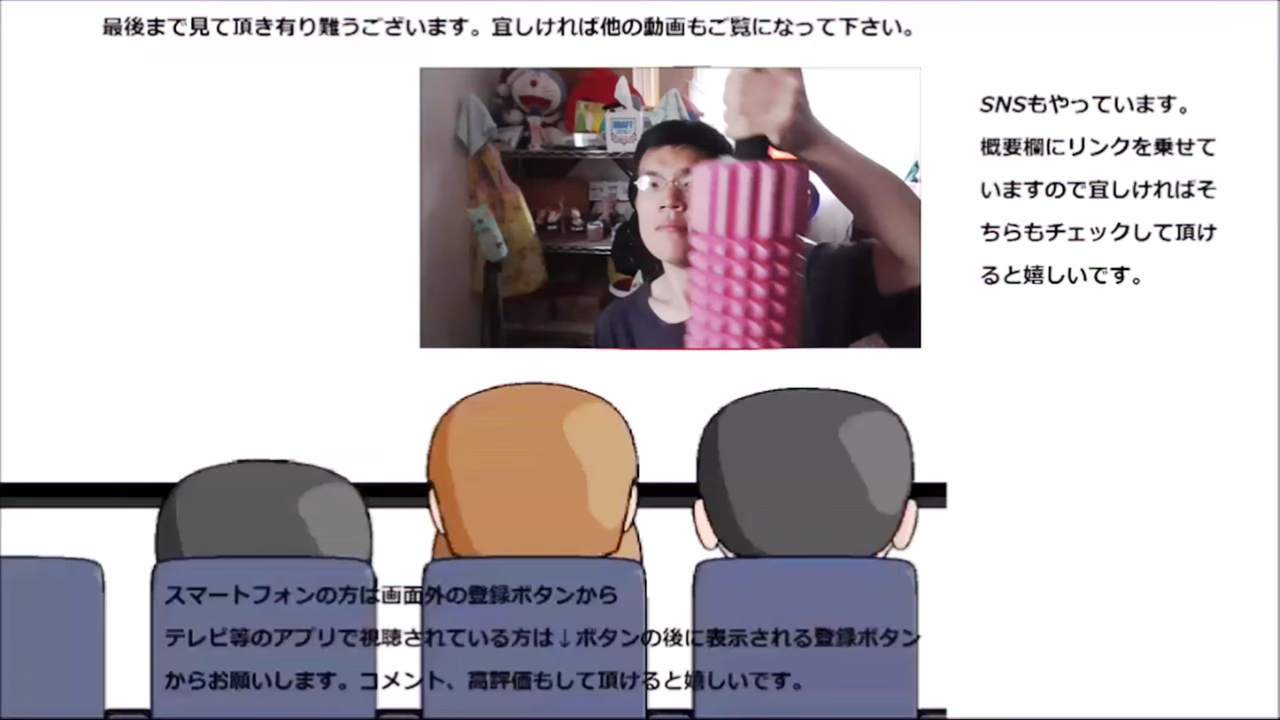 最後まで見て頂き有り難うございます。宜しければ他の動画もご覧になって下さい。
SNSもやっています。
概要欄にリンクを乗せて
いますので宜しければそ
ちらもチェックして頂け
ると嬉しいです。
スマートフォンの方は画面外の登録ボタンから
テレビ等のアプリで視聴されている方は↓ボタンの後に表示される登録ボタン
からお願いします。コメント、高評価もして頂けると嬉しいです。